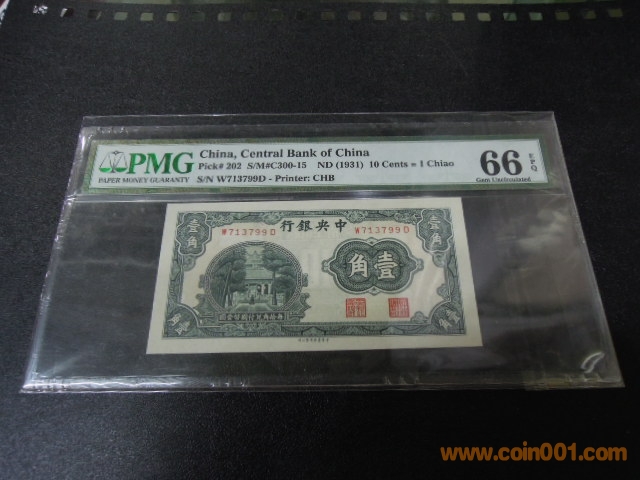 PMG
PAPER MONEY GUARANTY
China, Central Bank of China
Pick# 202 S/M#C300-15 ND (1931) 10 Cents = 1 Chiao
S/N W713799D - Printer: CHB
66 EPQ
Gem Uncirculated
壹角
行銀央中
壹角
W713799D
W713799D
角壹
www.coin001.com